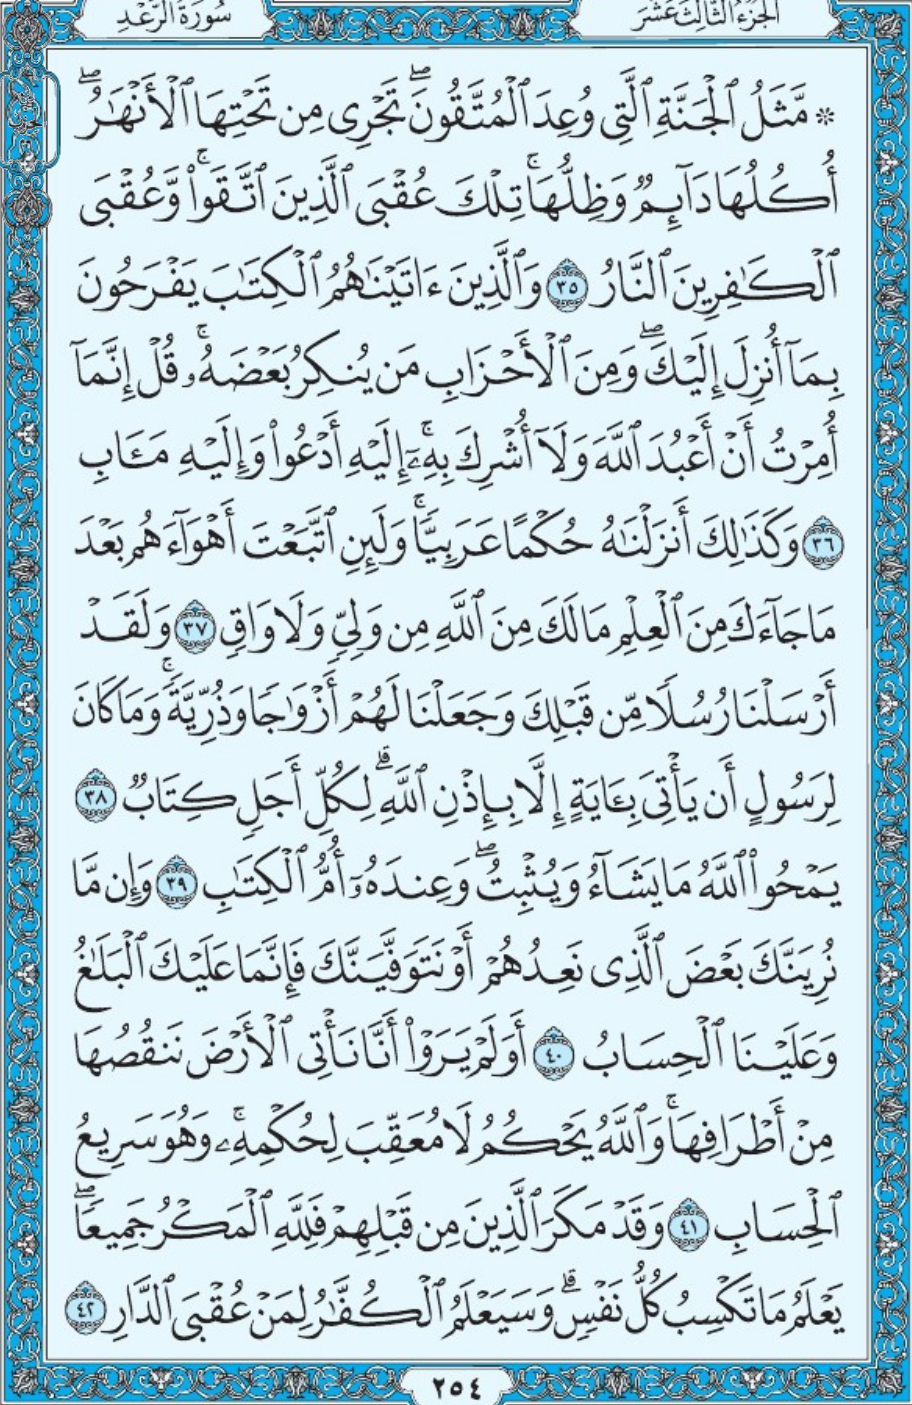 الجزء الثالث عشر
سورة الرعد
۞ مَّثَلُ ٱلْجَنَّةِ ٱلَّتِى وُعِدَ ٱلْمُتَّقُونَۖ تَجْرِى مِن تَحْتِهَا ٱلْأَنْهَٰرُۖ
أُكُلُهَا دَآئِمٌ وَظِلُّهَاۚ تِلْكَ عُقْبَى ٱلَّذِينَ ٱتَّقَوا۟ۚ وَّعُقْبَى
ٱلْكَٰفِرِينَ ٱلنَّارُ ٣٥ وَٱلَّذِينَ ءَاتَيْنَٰهُمُ ٱلْكِتَٰبَ يَفْرَحُونَ
بِمَآ أُنزِلَ إِلَيْكَۖ وَمِنَ ٱلْأَحْزَابِ مَن يُنكِرُ بَعْضَهُۥۚ قُلْ إِنَّمَآ
أُمِرْتُ أَنْ أَعْبُدَ ٱللَّهَ وَلَآ أُشْرِكَ بِهِۦٓۚ إِلَيْهِ أَدْعُوا۟ وَإِلَيْهِ مَـَٔابِ
٣٦ وَكَذَٰلِكَ أَنزَلْنَٰهُ حُكْمًا عَرَبِيًّاۚ وَلَئِنِ ٱتَّبَعْتَ أَهْوَآءَهُم بَعْدَ
مَا جَآءَكَ مِنَ ٱلْعِلْمِ مَا لَكَ مِنَ ٱللَّهِ مِن وَلِىٍّ وَلَا وَاقٍ ٣٧ وَلَقَدْ
أَرْسَلْنَا رُسُلًا مِّن قَبْلِكَ وَجَعَلْنَا لَهُمْ أَزْوَٰجًا وَذُرِّيَّةًۚ وَمَا كَانَ
لِرَسُولٍ أَن يَأْتِىَ بِـَٔايَةٍ إِلَّا بِإِذْنِ ٱللَّهِۗ لِكُلِّ أَجَلٍ كِتَابٌ ٣٨
يَمْحُوا۟ ٱللَّهُ مَا يَشَآءُ وَيُثْبِتُۖ وَعِندَهُۥٓ أُمُّ ٱلْكِتَٰبِ ٣٩ وَإِن مَّا
نُرِيَنَّكَ بَعْضَ ٱلَّذِى نَعِدُهُمْ أَوْ نَتَوَفَّيَنَّكَ فَإِنَّمَا عَلَيْكَ ٱلْبَلَٰغُ
وَعَلَيْنَا ٱلْحِسَابُ ٤٠ أَوَلَمْ يَرَوْا۟ أَنَّا نَأْتِى ٱلْأَرْضَ نَنقُصُهَا
مِنْ أَطْرَافِهَاۚ وَٱللَّهُ يَحْكُمُ لَا مُعَقِّبَ لِحُكْمِهِۦۚ وَهُوَ سَرِيعُ
ٱلْحِسَابِ ٤١ وَقَدْ مَكَرَ ٱلَّذِينَ مِن قَبْلِهِمْ فَلِلَّهِ ٱلْمَكْرُ جَمِيعًاۖ
يَعْلَمُ مَا تَكْسِبُ كُلُّ نَفْسٍۗ وَسَيَعْلَمُ ٱلْكُفَّٰرُ لِمَنْ عُقْبَى ٱلدَّارِ ٤٢
٢٥٤